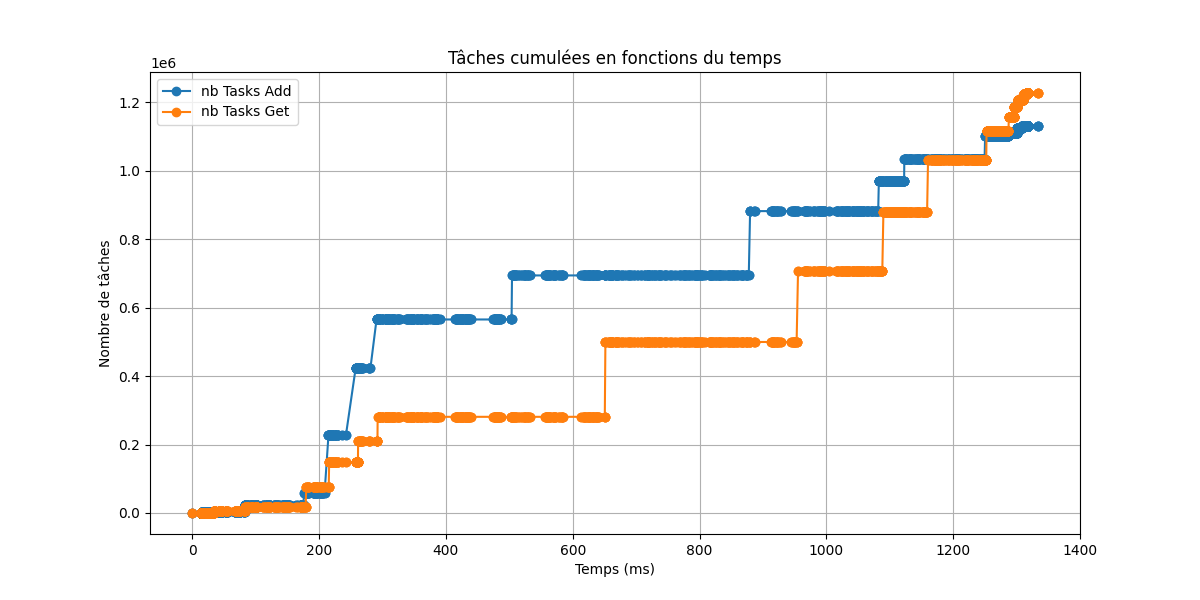 Tâches cumulées en fonctions du temps
1e6
nb Tasks Add
nb Tasks Get
1.2
1.0
0.8
0.6
0.4
0.2
0.0
Nombre de tâches
0 200 400 600 800 1000 1200 1400
Temps (ms)